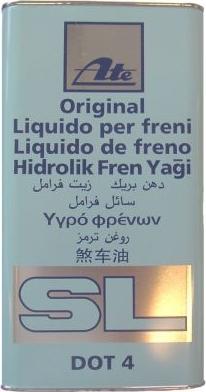 Ate
Original
Liquido per freni
Liquido de freno
Hidrolik Fren Yağı
دهن بريك   زيت فرامل
سائل فرامل
Υγρό φρένων
روغن ترمز
煞车油
SL
DOT 4